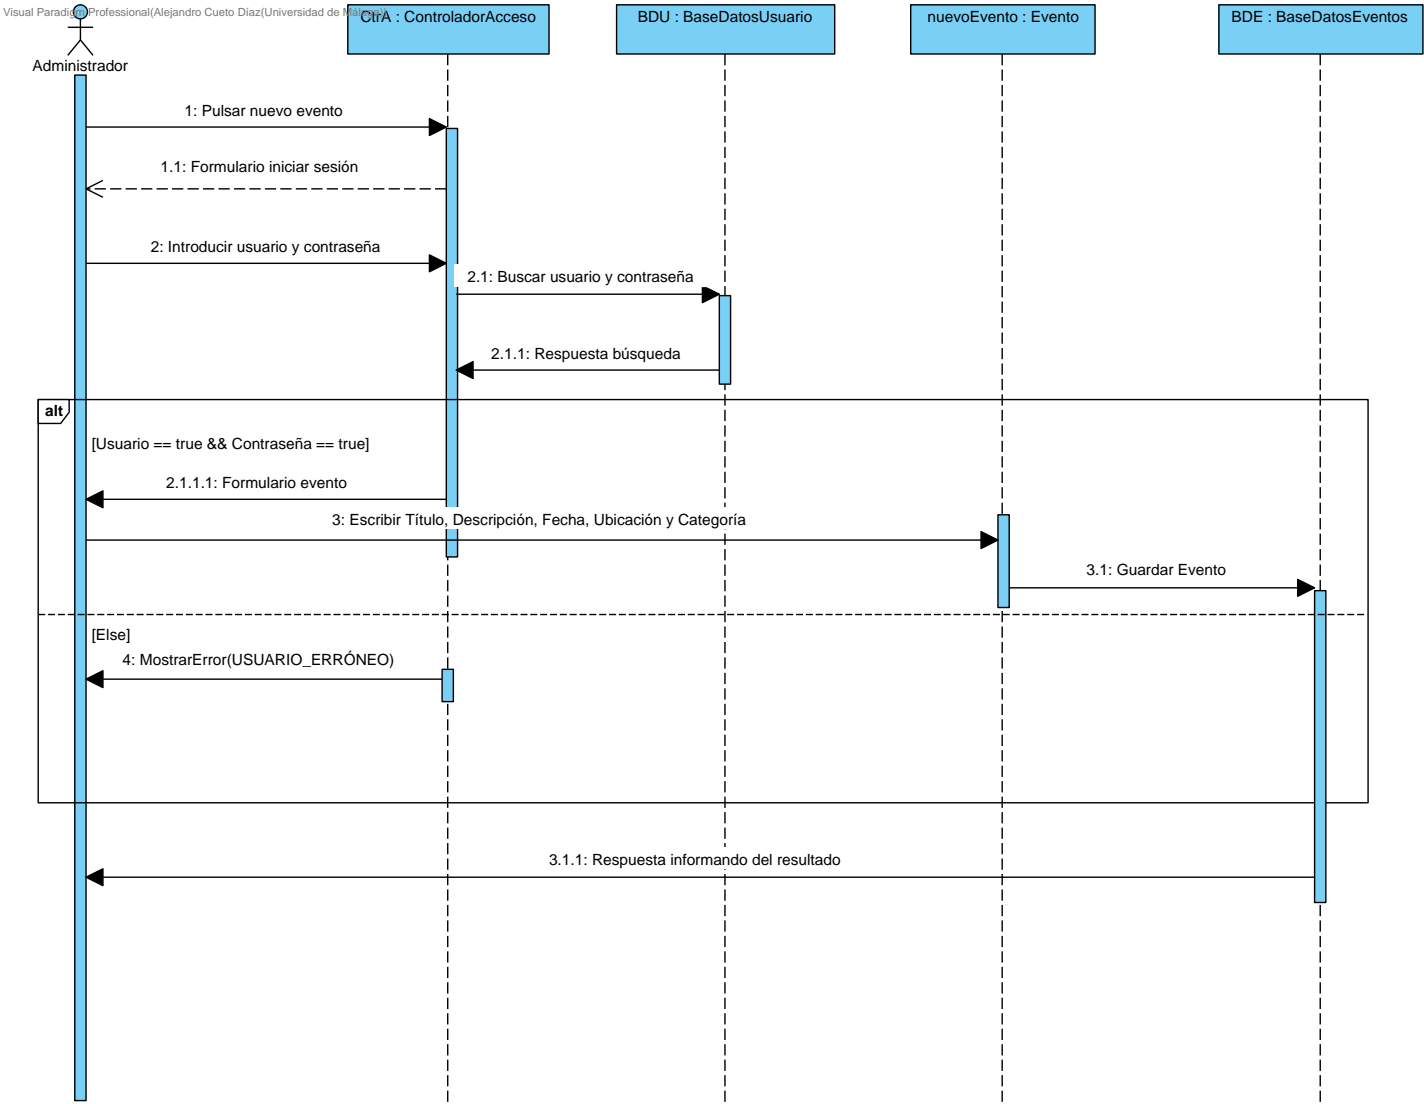 Visual Paradigm Professional(Alejandro Cueto Díaz(Universidad de Málaga))
CtrA : ControladorAcceso
BDU : BaseDatosUsuario
nuevoEvento : Evento
BDE : BaseDatosEventos
Administrador
1: Pulsar nuevo evento
1.1: Formulario iniciar sesión
2: Introducir usuario y contraseña
2.1: Buscar usuario y contraseña
2.1.1: Respuesta búsqueda
alt
[Usuario == true && Contraseña == true]
2.1.1.1: Formulario evento
3: Escribir Título, Descripción, Fecha, Ubicación y Categoría
3.1: Guardar Evento
[Else]
4: MostrarError(USUARIO_ERRÓNEO)
3.1.1: Respuesta informando del resultado